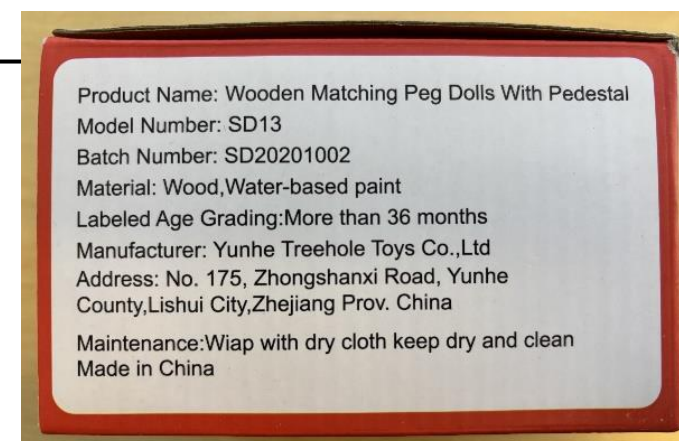 Product Name: Wooden Matching Peg Dolls With Pedestal
Model Number: SD13
Batch Number: SD20201002
Material: Wood,Water-based paint
Labeled Age Grading:More than 36 months
Manufacturer: Yunhe Treehole Toys Co.,Ltd
Address: No. 175, Zhongshanxi Road, Yunhe
County,Lishui City,Zhejiang Prov. China
Maintenance:Wiap with dry cloth keep dry and clean
Made in China